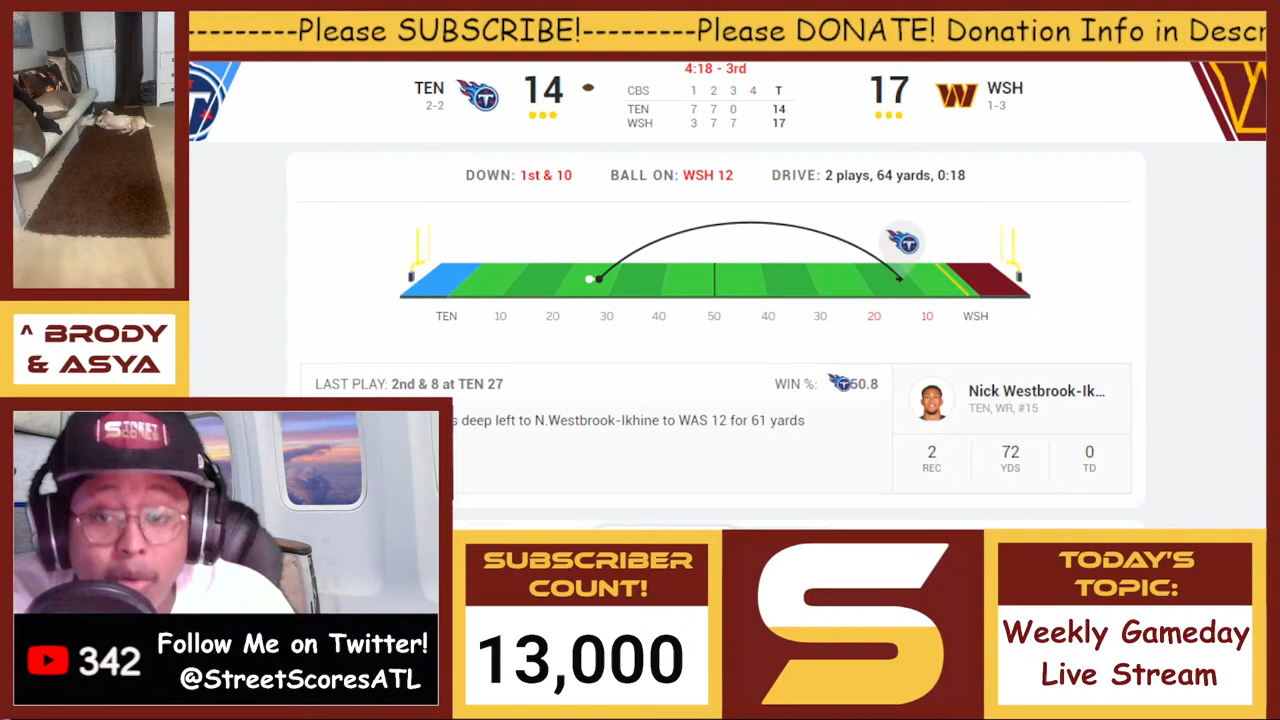 ---------Please SUBSCRIBE!---------Please DONATE! Donation Info in Descr
4:18 - 3rd
TEN 14 17 WSH
2-2 1-3
CBS 1 2 3 4 T
TEN 7 7 0 14
WSH 3 7 7 17
DOWN: 1st & 10 BALL ON: WSH 12 DRIVE: 2 plays, 64 yards, 0:18
TEN 10 20 30 40 50 40 30 20 10 WSH
LAST PLAY: 2nd & 8 at TEN 27 WIN %: 50.8
s deep left to N.Westbrook-Ikhine to WAS 12 for 61 yards
Nick Westbrook-Ik...
TEN, WR, #15
2 72 0
REC YDS TD
^ BRODY
& ASYA
STREET
SCORES
342 Follow Me on Twitter!
@StreetScoresATL
SUBSCRIBER
COUNT!
13,000
S
TODAY'S
TOPIC:
Weekly Gameday
Live Stream